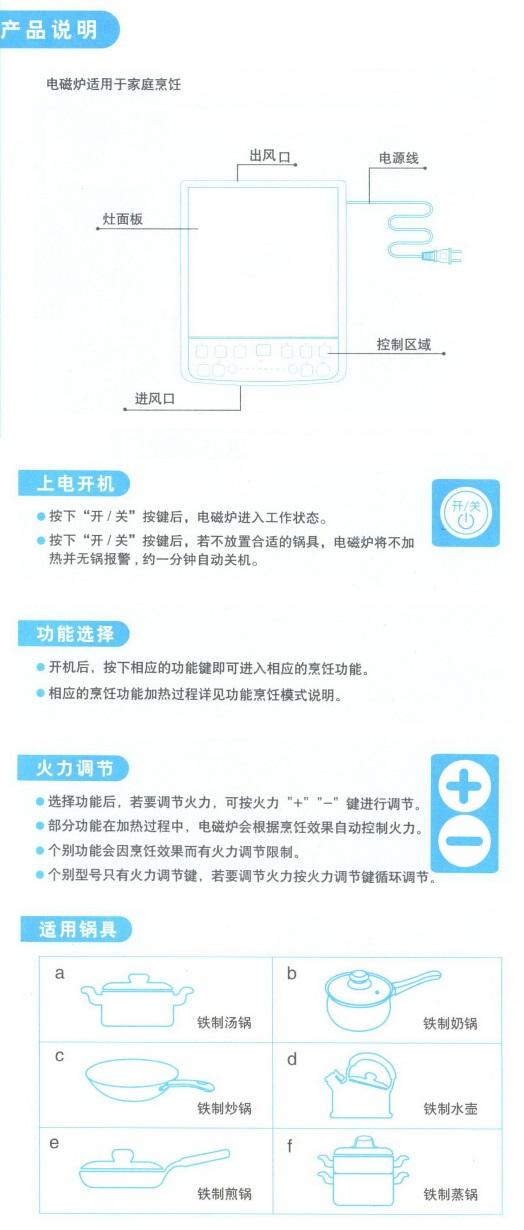 产品说明
电磁炉适用于家庭烹饪
出风口
电源线
灶面板
控制区域
进风口
上电开机
按下“开/关”按键后，电磁炉进入工作状态。
按下“开/关”按键后，若不放置合适的锅具，电磁炉将不加
热并无锅报警，约一分钟自动关机。
开/关
功能选择
开机后，按下相应的功能键即可进入相应的烹饪功能。
相应的烹饪功能加热过程详见功能烹饪模式说明。
火力调节
选择功能后，若要调节火力，可按火力 "+" "−" 键进行调节。
部分功能在加热过程中，电磁炉会根据烹饪效果自动控制火力。
个别功能会因烹饪效果而有火力调节限制。
个别型号只有火力调节键，若要调节火力按火力调节键循环调节。
适用锅具
a
铁制汤锅
b
铁制奶锅
c
铁制炒锅
d
铁制水壶
e
铁制煎锅
f
铁制蒸锅